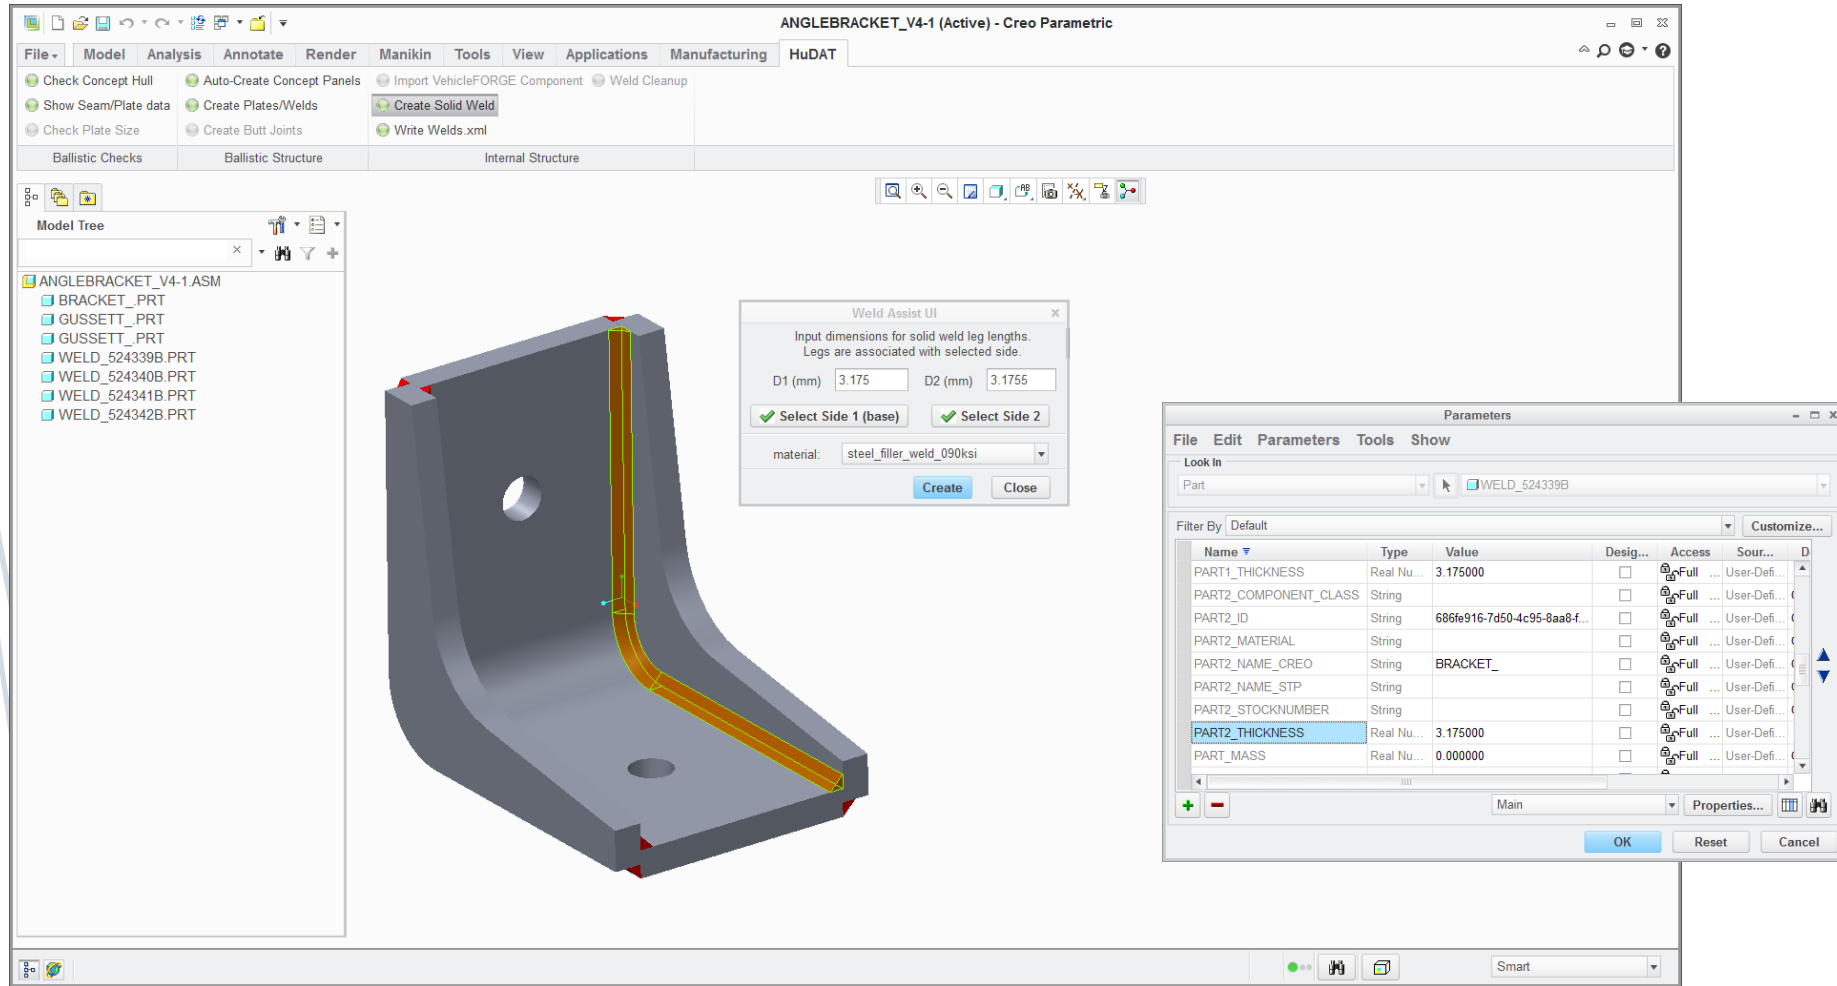 ANGLEBRACKET_V4-1 (Active) - Creo Parametric
File Model Analysis Annotate Render Manikin Tools View Applications Manufacturing HuDAT
Check Concept Hull Auto-Create Concept Panels Import VehicleFORGE Component Weld Cleanup
Show Seam/Plate data Create Plates/Welds Create Solid Weld
Check Plate Size Create Butt Joints Write Welds.xml
Ballistic Checks Ballistic Structure Internal Structure
Model Tree
ANGLEBRACKET_V4-1.ASM
BRACKET_.PRT
GUSSETT_.PRT
GUSSETT_.PRT
WELD_524339B.PRT
WELD_524340B.PRT
WELD_524341B.PRT
WELD_524342B.PRT
Weld Assist UI
Input dimensions for solid weld leg lengths.
Legs are associated with selected side.
D1 (mm) 3.175 D2 (mm) 3.1755
Select Side 1 (base) Select Side 2
material: steel_filler_weld_090ksi
Create Close
Parameters
File Edit Parameters Tools Show
Look In
Part WELD_524339B
Filter By Default Customize...
Name Type Value Desig... Access Sour... D
PART1_THICKNESS Real Nu... 3.175000 Full ... User-Defi...
PART2_COMPONENT_CLASS String Full ... User-Defi...
PART2_ID String 686fe916-7d50-4c95-8aa8-f... Full ... User-Defi...
PART2_MATERIAL String Full ... User-Defi...
PART2_NAME_CREO String BRACKET_ Full ... User-Defi...
PART2_NAME_STP String Full ... User-Defi...
PART2_STOCKNUMBER String Full ... User-Defi...
PART2_THICKNESS Real Nu... 3.175000 Full ... User-Defi...
PART_MASS Real Nu... 0.000000 Full ... User-Defi...
Main Properties...
OK Reset Cancel
Smart